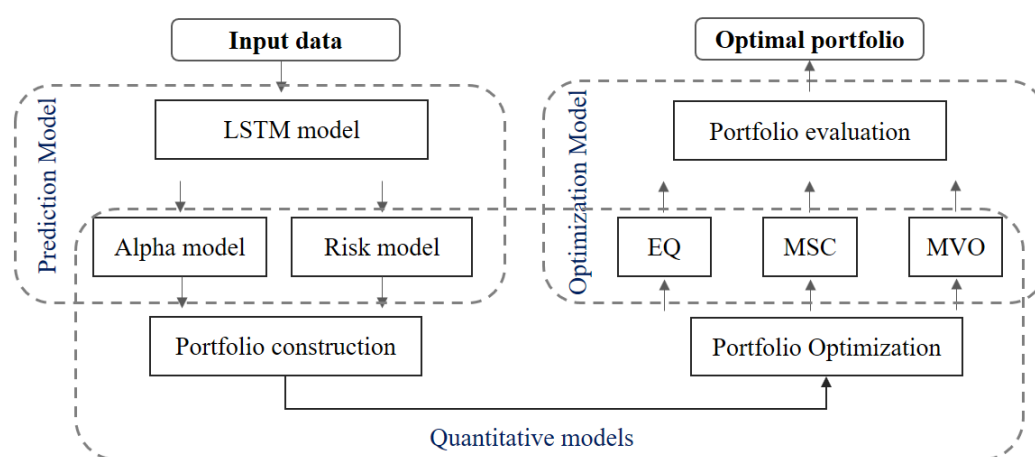 Input data
Optimal portfolio
Prediction Model
LSTM model
Optimization Model
Portfolio evaluation
Alpha model
Risk model
EQ
MSC
MVO
Portfolio construction
Portfolio Optimization
Quantitative models